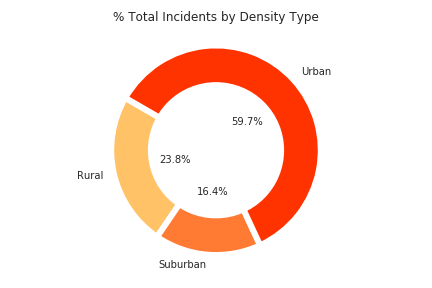 % Total Incidents by Density Type
Urban
59.7%
23.8%
Rural
16.4%
Suburban